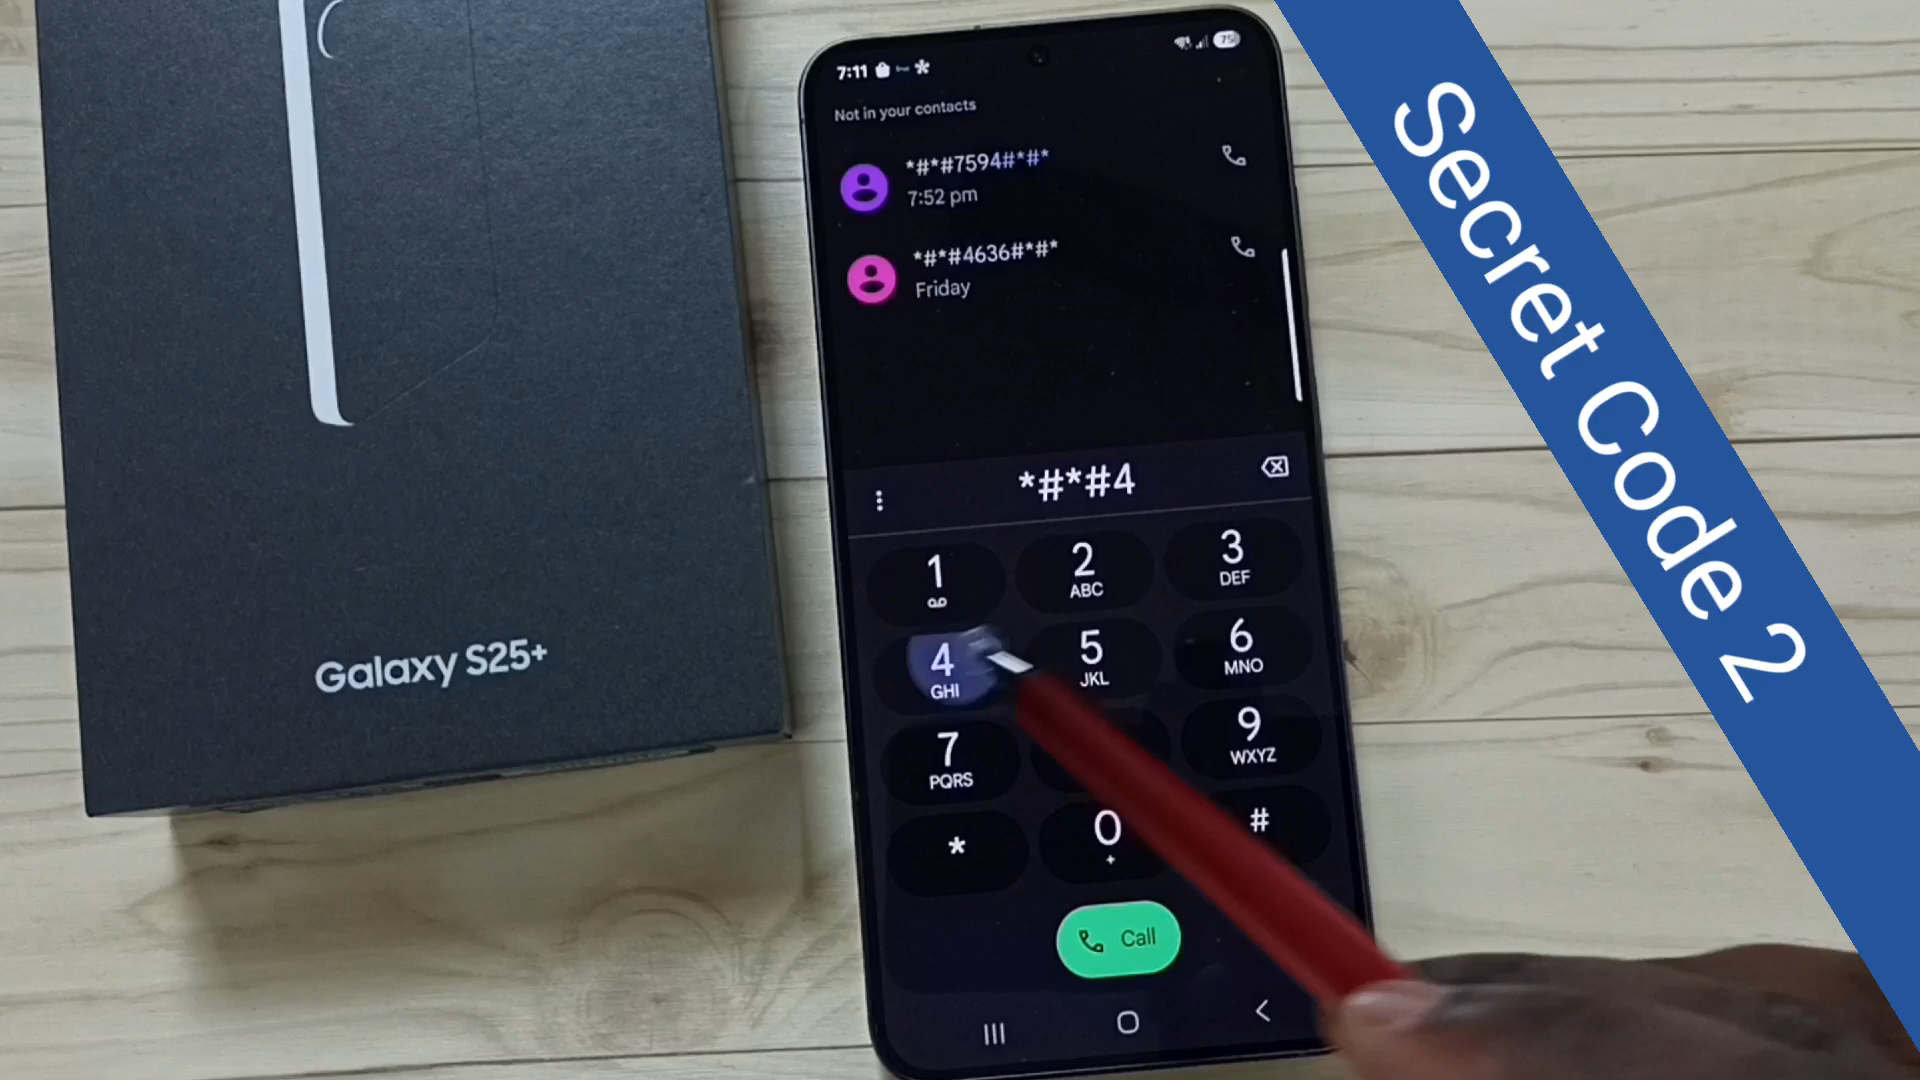 7:11
75
Not in your contacts
*#*#7594#*#*
7:52 pm
*#*#4636#*#*
Friday
*#*#4
1
2
ABC
3
DEF
4
GHI
5
JKL
6
MNO
7
PQRS
9
WXYZ
*
0
+
#
Call
Galaxy S25+
Secret Code 2